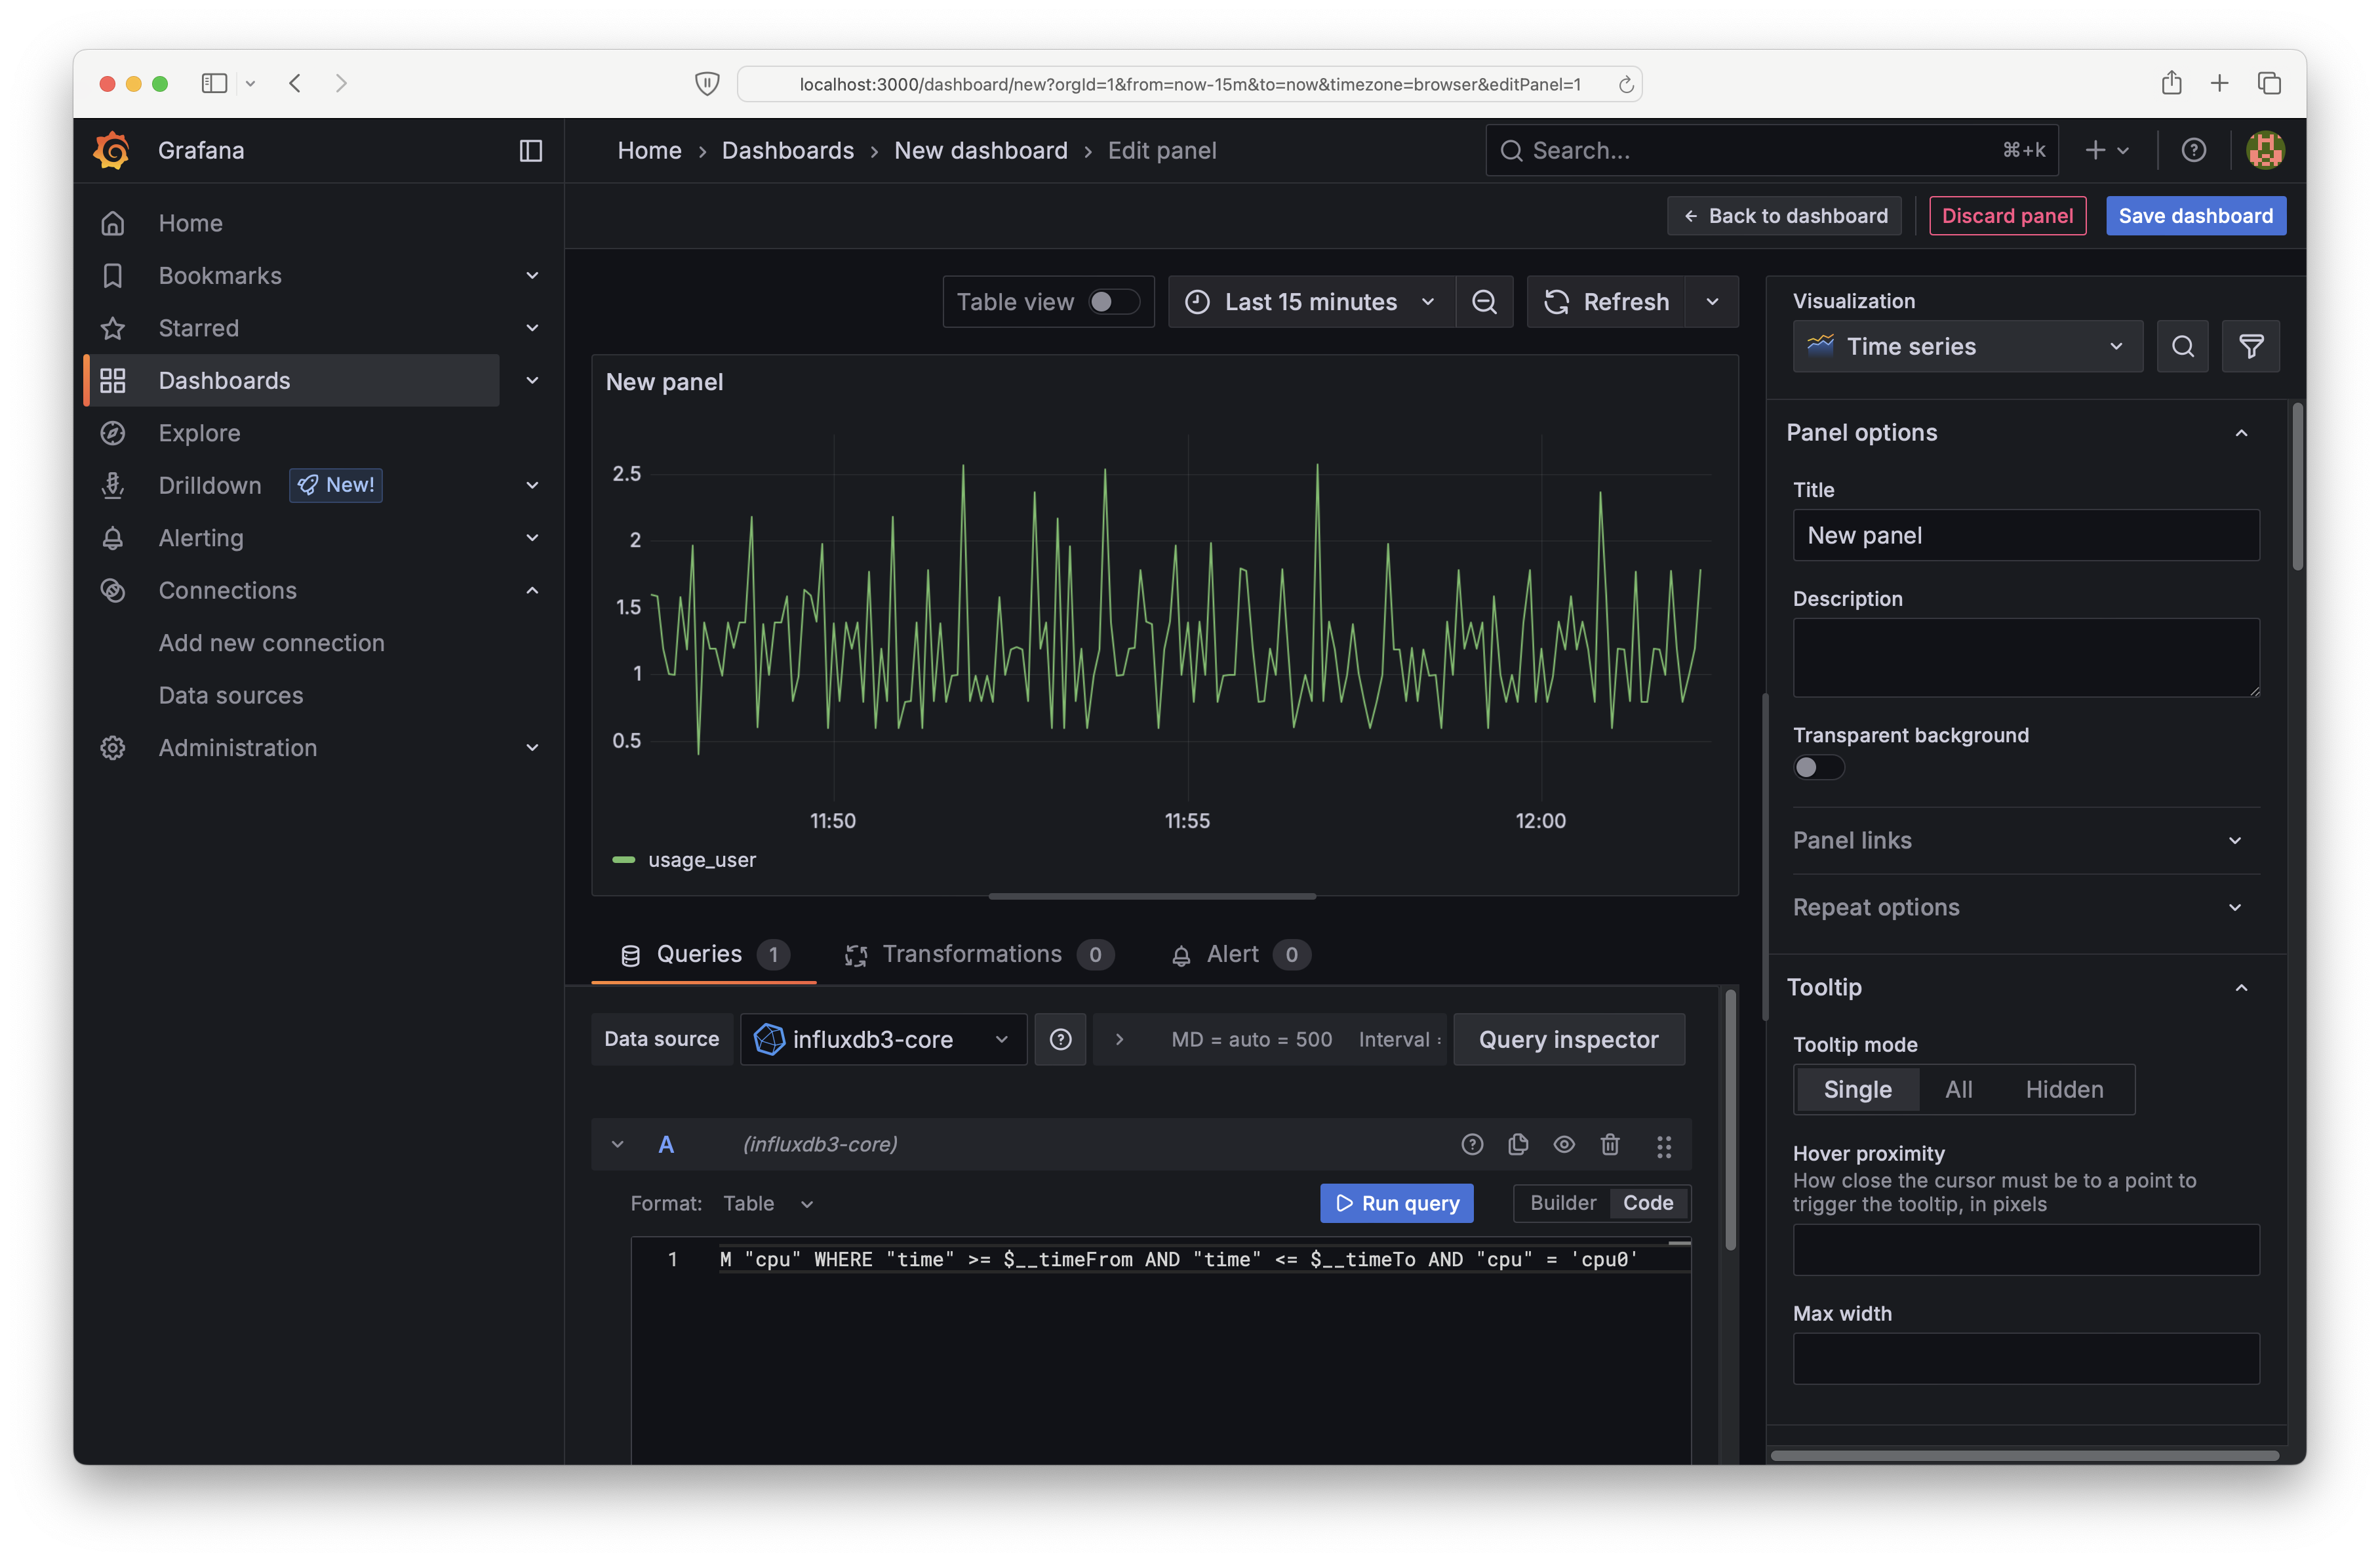 localhost:3000/dashboard/new?orgId=1&from=now-15m&to=now&timezone=browser&editPanel=1
Grafana
Home › Dashboards › New dashboard › Edit panel
Search...
⌘+k
Back to dashboard
Discard panel
Save dashboard
Home
Bookmarks
Starred
Dashboards
Explore
Drilldown
New!
Alerting
Connections
Add new connection
Data sources
Administration
Table view
Last 15 minutes
Refresh
New panel
2.5
2
1.5
1
0.5
11:50
11:55
12:00
usage_user
Queries 1
Transformations 0
Alert 0
Data source
influxdb3-core
MD = auto = 500
Interval :
Query inspector
A
(influxdb3-core)
Format: Table
Run query
Builder
Code
1
M "cpu" WHERE "time" >= $__timeFrom AND "time" <= $__timeTo AND "cpu" = 'cpu0'
Visualization
Time series
Panel options
Title
New panel
Description
Transparent background
Panel links
Repeat options
Tooltip
Tooltip mode
Single
All
Hidden
Hover proximity
How close the cursor must be to a point to
trigger the tooltip, in pixels
Max width